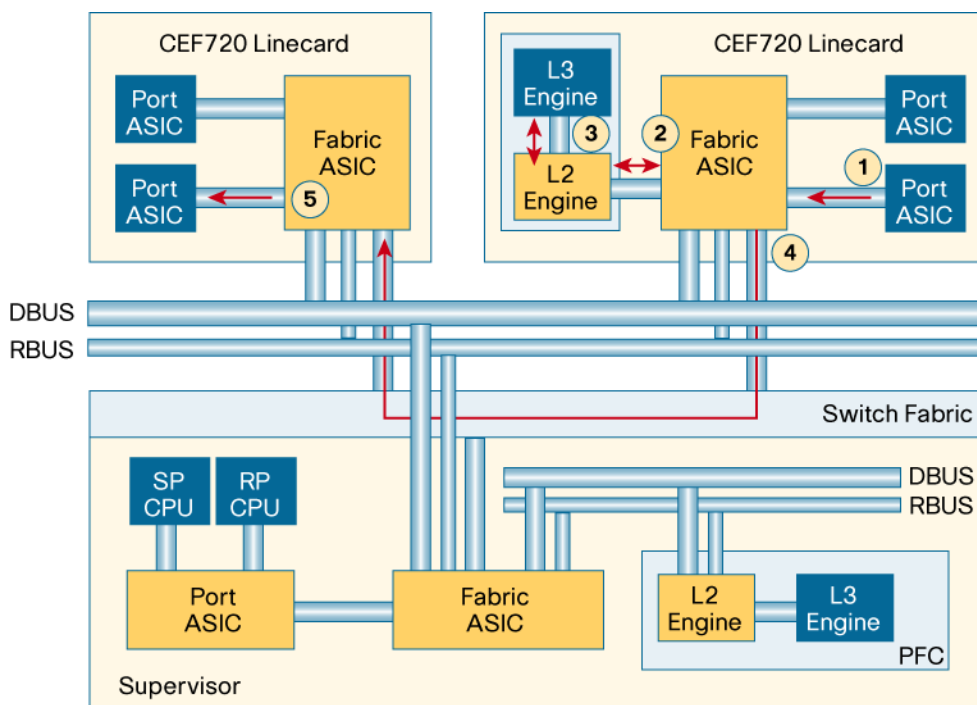 CEF720 Linecard
Port
ASIC
Fabric
ASIC
Port
ASIC
5
CEF720 Linecard
L3
Engine
3
2
L2
Engine
Fabric
ASIC
Port
ASIC
1
Port
ASIC
4
DBUS
RBUS
Switch Fabric
SP
CPU
RP
CPU
DBUS
RBUS
Port
ASIC
Fabric
ASIC
L2
Engine
L3
Engine
PFC
Supervisor